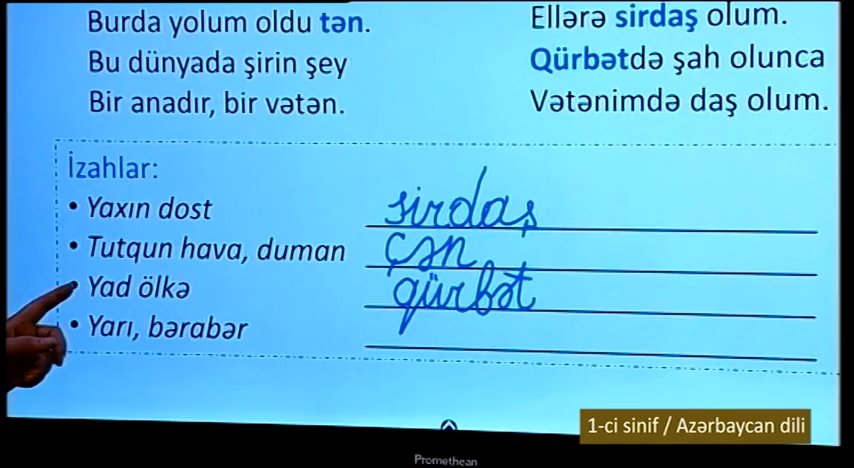 Burda yolum oldu tən.
Bu dünyada şirin şey
Bir anadır, bir vətən.
Ellərə sirdaş olum.
Qürbətdə şah olunca
Vətənimdə daş olum.
İzahlar:
• Yaxın dost sirdaş
• Tutqun hava, duman çən
• Yad ölkə qürbət
• Yarı, bərabər
1-ci sinif / Azərbaycan dili
Promethean